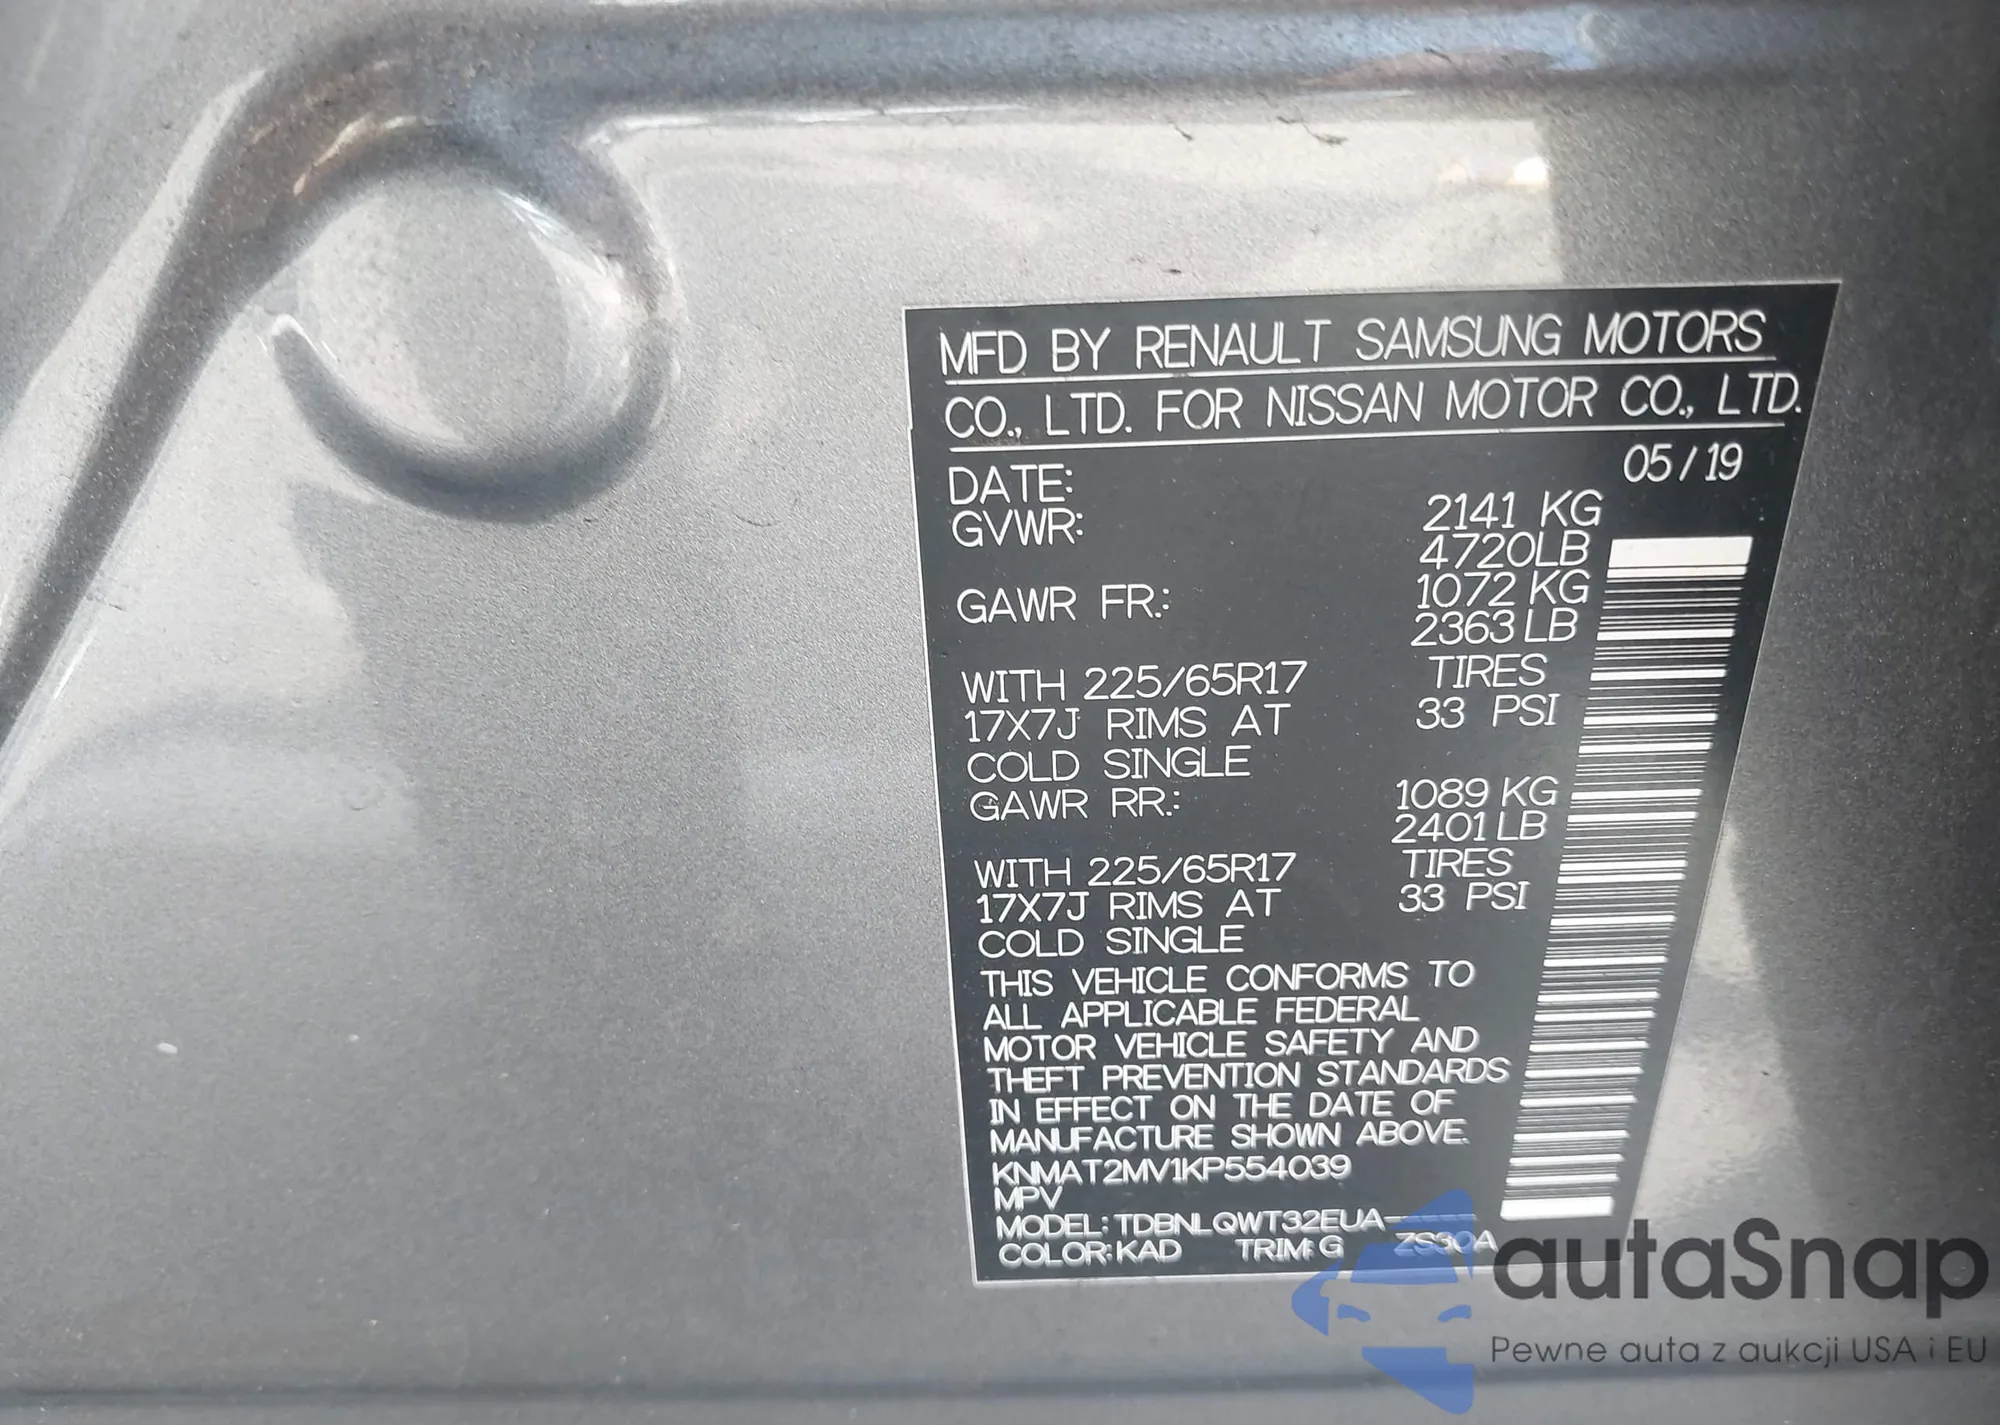 MFD BY RENAULT SAMSUNG MOTORS
CO., LTD. FOR NISSAN MOTOR CO., LTD.
DATE: 05/19
GVWR: 2141 KG
4720LB
GAWR FR.: 1072 KG
2363 LB
WITH 225/65R17 TIRES
17X7J RIMS AT 33 PSI
COLD SINGLE
GAWR RR.: 1089 KG
2401 LB
WITH 225/65R17 TIRES
17X7J RIMS AT 33 PSI
COLD SINGLE
THIS VEHICLE CONFORMS TO
ALL APPLICABLE FEDERAL
MOTOR VEHICLE SAFETY AND
THEFT PREVENTION STANDARDS
IN EFFECT ON THE DATE OF
MANUFACTURE SHOWN ABOVE.
KNMAT2MV1KP554039
MPV
MODEL: TDBNLQWT32EUA-----
COLOR: KAD TRIM: G ZS30A
autaSnap
Pewne auta z aukcji USA i EU